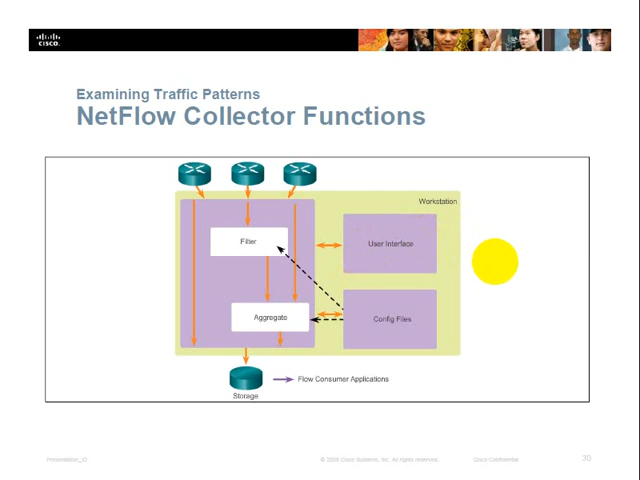 CISCO
Examining Traffic Patterns
NetFlow Collector Functions
Workstation
Filter
User Interface
Aggregate
Config Files
Flow Consumer Applications
Storage
Presentation_ID
© 2008 Cisco Systems, Inc. All rights reserved.
Cisco Confidential
30